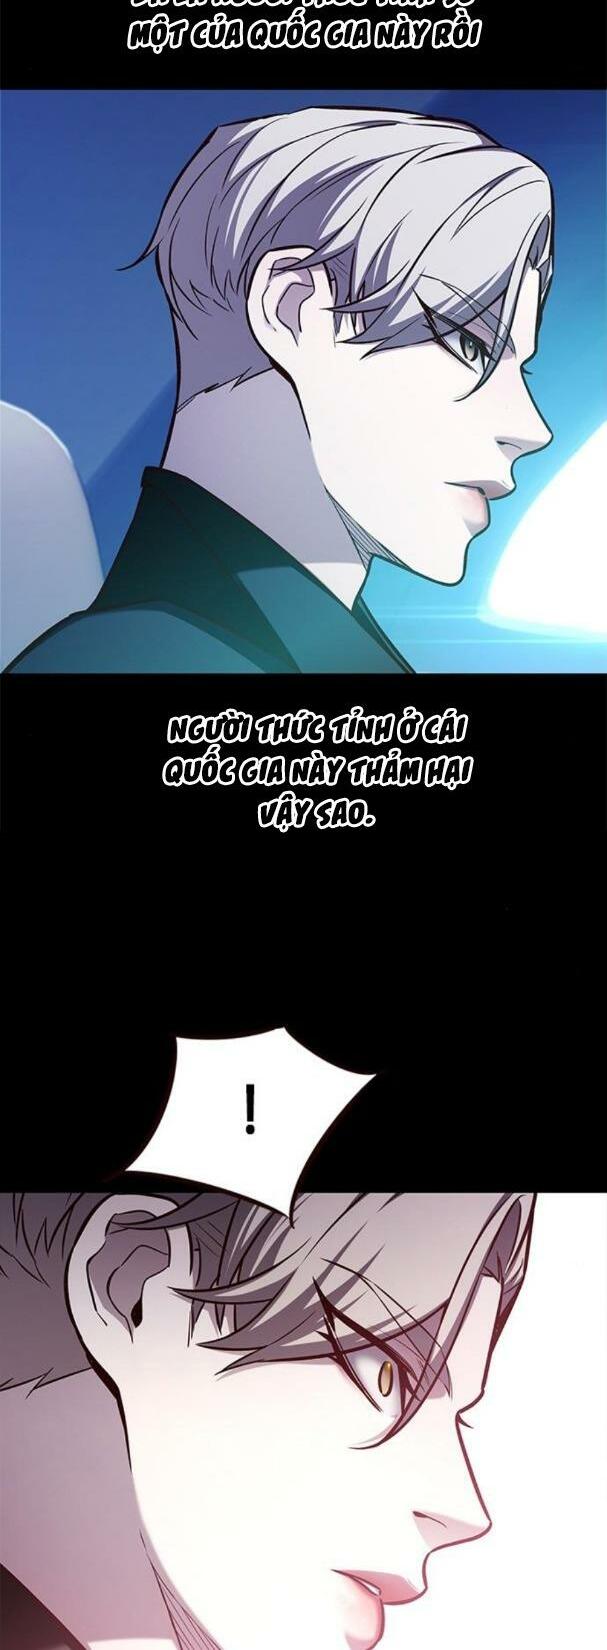 MỘT CỦA QUỐC GIA NÀY RỒI
NGƯỜI THỨC TỈNH Ở CÁI
QUỐC GIA NÀY THẢM HẠI
VẬY SAO.
!